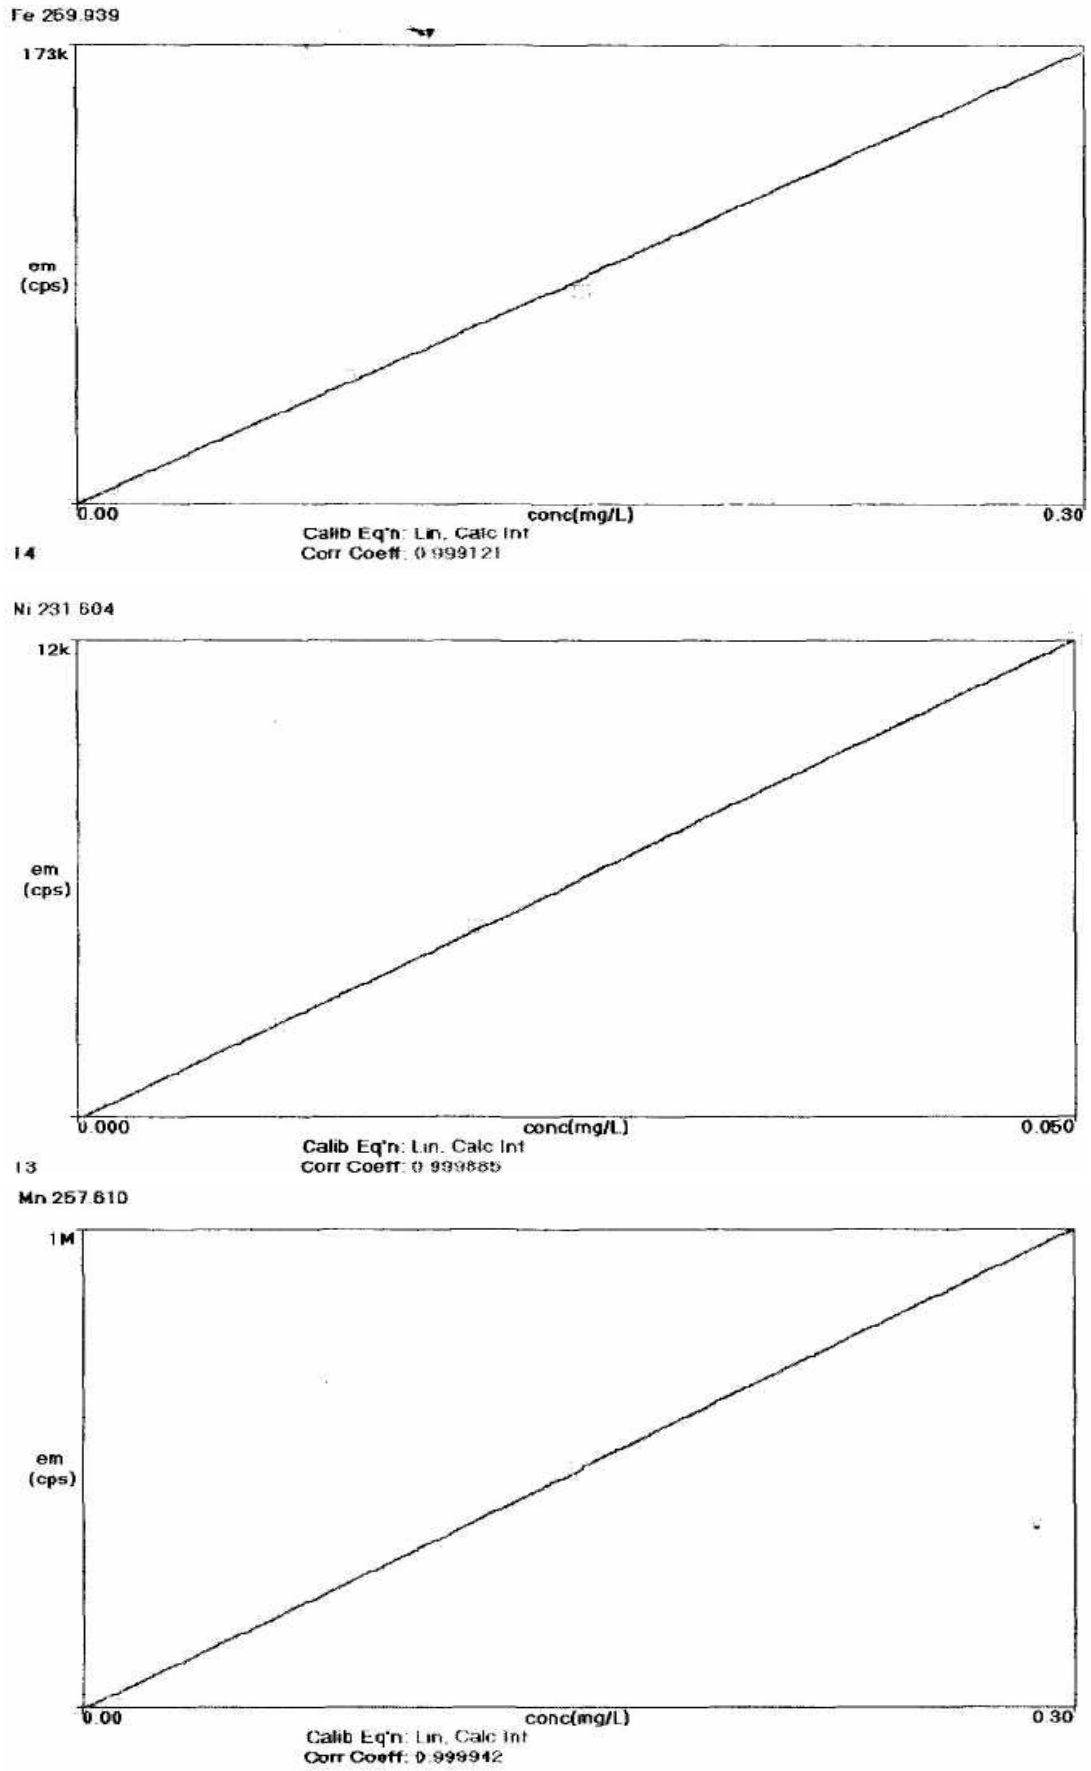 Fe 259.939
173k
em
(cps)
0.00 conc(mg/L) 0.30
Calib Eq'n: Lin, Calc Int
14 Corr Coeff: 0.999121
Ni 231.604
12k
em
(cps)
0.000 conc(mg/L) 0.050
Calib Eq'n: Lin, Calc Int
13 Corr Coeff: 0.999885
Mn 257.610
1M
em
(cps)
0.00 conc(mg/L) 0.30
Calib Eq'n: Lin, Calc Int
Corr Coeff: 0.999942